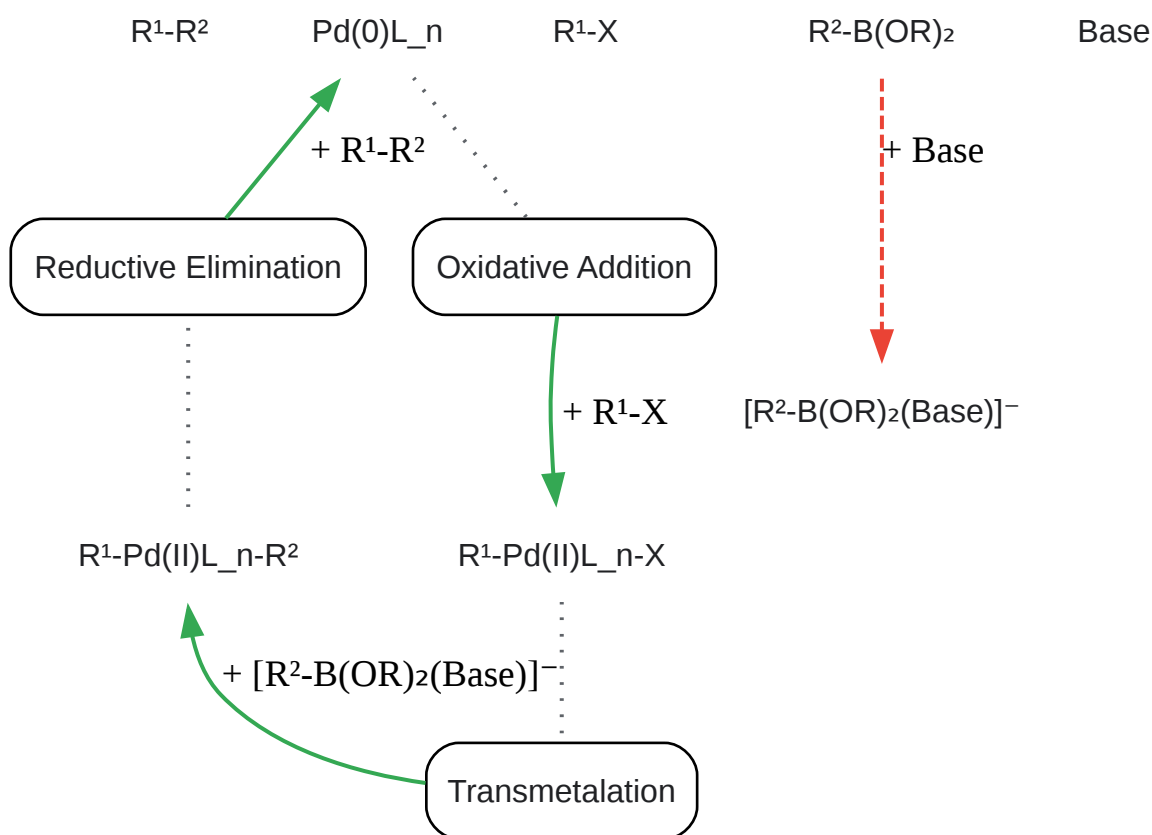 R¹-R²
Pd(0)L_n
R¹-X
R²-B(OR)₂
Base
+ R¹-R²
+ Base
Reductive Elimination
Oxidative Addition
+ R¹-X
[R²-B(OR)₂(Base)]⁻
R¹-Pd(II)L_n-R²
R¹-Pd(II)L_n-X
+ [R²-B(OR)₂(Base)]⁻
Transmetalation